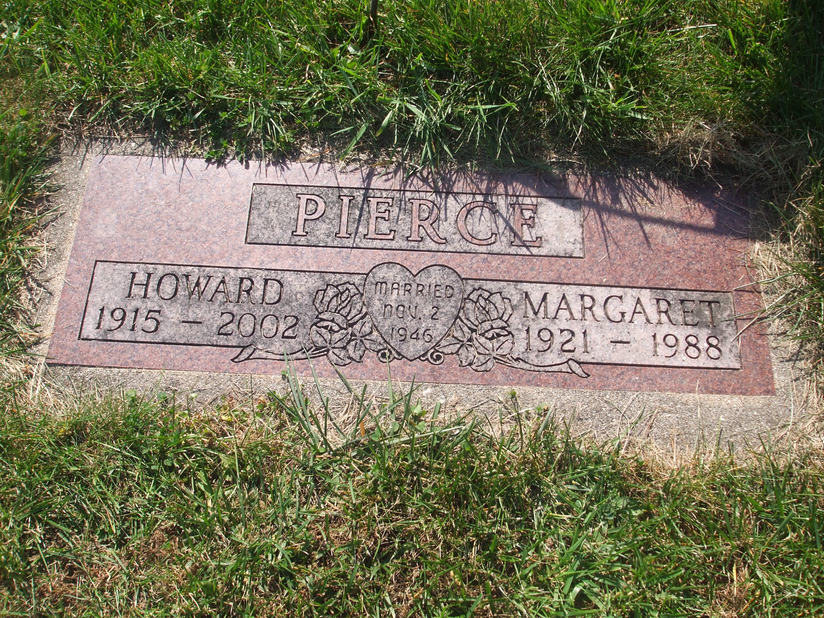 PIERCE
HOWARD
1915 - 2002
MARRIED
NOV. 2
1946
MARGARET
1921 - 1988